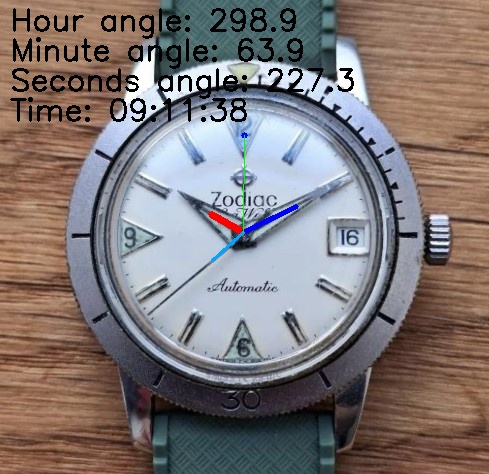 Hour angle: 298.9
Minute angle: 63.9
Seconds angle: 227.3
Time: 09:11:38
Zodiac
9
16
Automatic
6
30